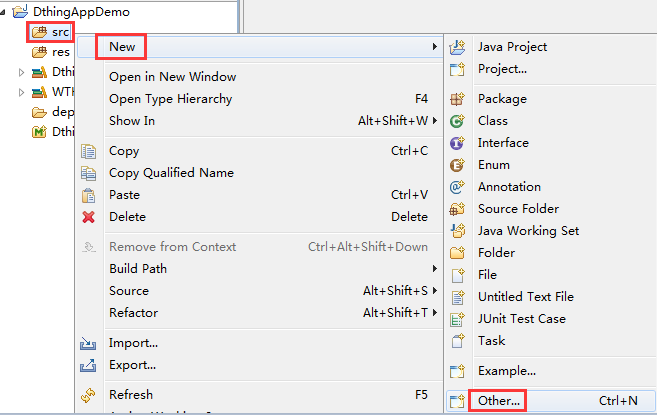 DthingAppDemo
src
res
Dthi
WTK
dep
Dthi
New
Open in New Window
Open Type Hierarchy F4
Show In Alt+Shift+W
Copy Ctrl+C
Copy Qualified Name
Paste Ctrl+V
Delete Delete
Remove from Context Ctrl+Alt+Shift+Down
Build Path
Source Alt+Shift+S
Refactor Alt+Shift+T
Import...
Export...
Refresh F5
Java Project
Project...
Package
Class
Interface
Enum
Annotation
Source Folder
Java Working Set
Folder
File
Untitled Text File
JUnit Test Case
Task
Example...
Other... Ctrl+N